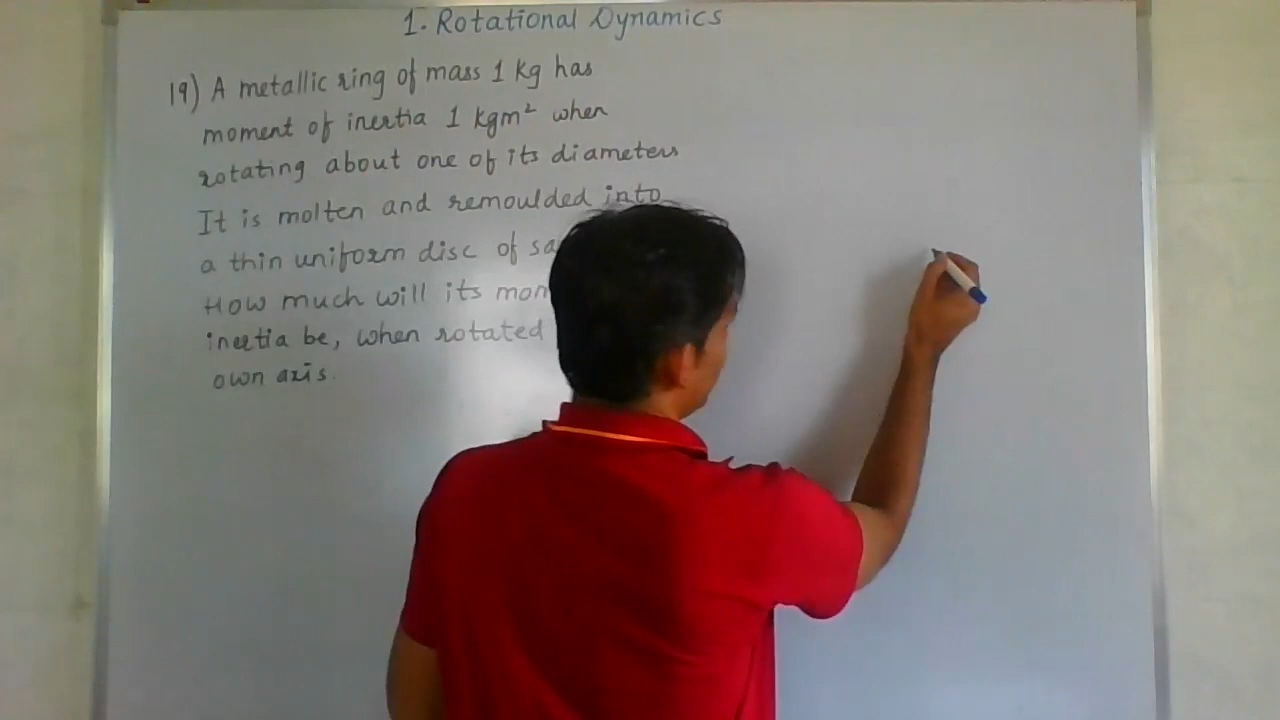 1. Rotational Dynamics
19) A metallic ring of mass 1 kg has
moment of inertia 1 kgm² when
rotating about one of its diameters
It is molten and remoulded into
a thin uniform disc of
How much will its
inertia be, when rotated
own axis.